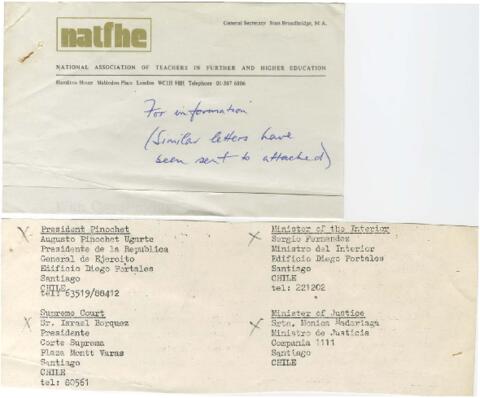 General Secretary Stan Broadbridge, M A.
natfhe
NATIONAL ASSOCIATION OF TEACHERS IN FURTHER AND HIGHER EDUCATION
Hamilton House Mabledon Place London WC1H 9BH Telephone 01-387 6806
For information
(Similar letters have
been sent to attached)
X President Pinochet
Augusto Pinochet Ugarte
Presidente de la Republica
General de Ejercito
Edificio Diego Portales
Santiago
CHILE
tel: 63519/88412
X Supreme Court
Sr. Israel Borquez
Presidente
Corte Suprema
Plaza Montt Varas
Santiago
CHILE
tel: 80561
X Minister of the Interior
Sergio Fernandez
Ministro del Interior
Edificio Diego Portales
Santiago
CHILE
tel: 221202
X Minister of Justice
Srta. Monica Madariaga
Ministro de Justicia
Compania 1111
Santiago
CHILE